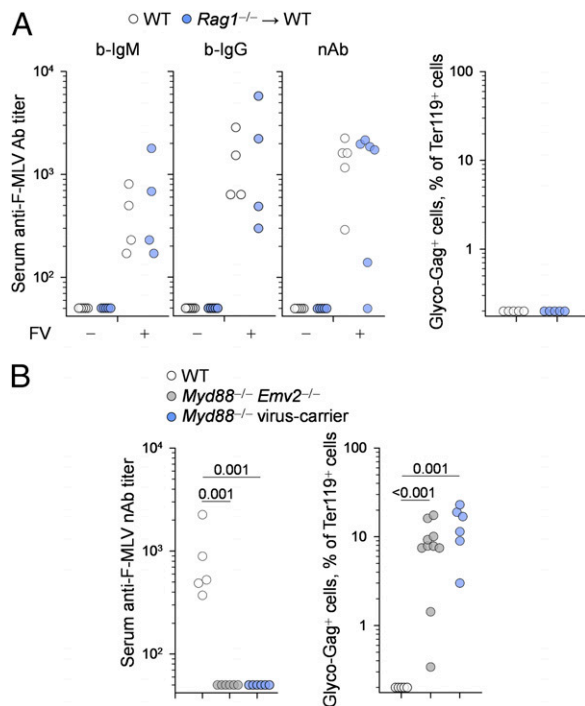 A
WT Rag1−/− → WT
b-IgM b-IgG nAb
Serum anti-F-MLV Ab titer
10⁴
10³
10²
FV − + − + − +
Glyco-Gag⁺ cells, % of Ter119⁺ cells
100
10
1
B
WT
Myd88−/− Emv2−/−
Myd88−/− virus-carrier
Serum anti-F-MLV nAb titer
10⁴
10³
10²
0.001
0.001
Glyco-Gag⁺ cells, % of Ter119⁺ cells
100
10
1
0.001
<0.001